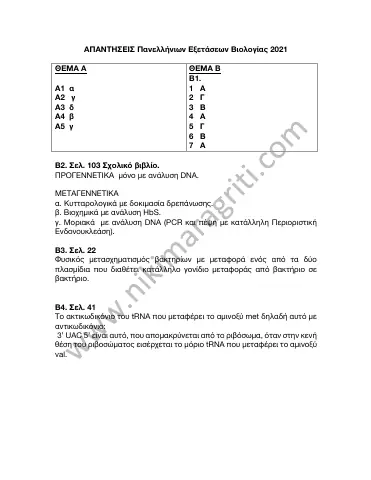 ΑΠΑΝΤΗΣΕΙΣ Πανελλήνιων Εξετάσεων Βιολογίας 2021
ΘΕΜΑ Α
Α1 α
Α2 γ
Α3 δ
Α4 β
Α5 γ
ΘΕΜΑ Β
Β1.
1 Α
2 Γ
3 Β
4 Α
5 Γ
6 Β
7 Α
Β2. Σελ. 103 Σχολικό βιβλίο.
ΠΡΟΓΕΝΝΕΤΙΚΑ μόνο με ανάλυση DNA.
ΜΕΤΑΓΕΝΝΕΤΙΚΑ
α. Κυτταρολογικά με δοκιμασία δρεπάνωσης.
β. Βιοχημικά με ανάλυση HbS.
γ. Μοριακά με ανάλυση DNA (PCR και πέψη με κατάλληλη Περιοριστική
Ενδονουκλεάση).
Β3. Σελ. 22
Φυσικός μετασχηματισμός βακτηρίων με μεταφορά ενός από τα δύο
πλασμίδια που διαθέτει κατάλληλο γονίδιο μεταφοράς από βακτήριο σε
βακτήριο.
Β4. Σελ. 41
Το ακτικωδικόνιο του tRNA που μεταφέρει το αμινοξύ met δηλαδή αυτό με
αντικωδικόνιο:
3' UAC 5' είναι αυτό, που απομακρύνεται από το ριβόσωμα, όταν στην κενή
θέση του ριβοσώματος εισέρχεται το μόριο tRNA που μεταφέρει το αμινοξύ
val.
www.nikimargariti.com